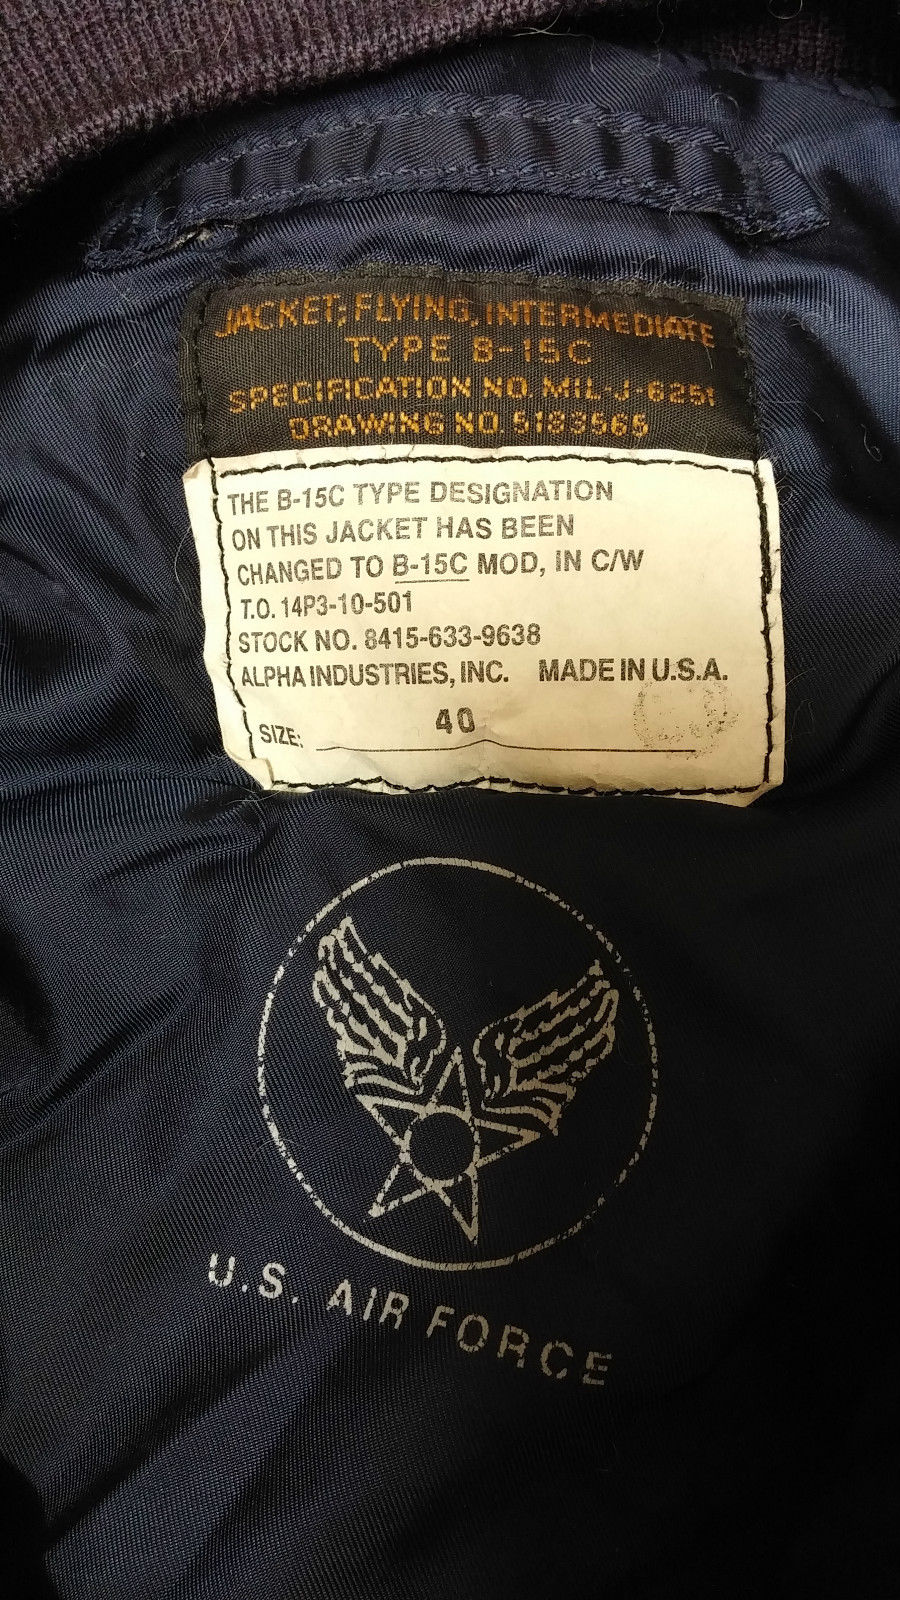 JACKET, FLYING, INTERMEDIATE
TYPE B-15C
SPECIFICATION NO. MIL-J-6251
DRAWING NO. 5189565
THE B-15C TYPE DESIGNATION
ON THIS JACKET HAS BEEN
CHANGED TO B-15C MOD, IN C/W
T.O. 14P3-10-501
STOCK NO. 8415-633-9638
ALPHA INDUSTRIES, INC. MADE IN U.S.A.
SIZE: 40
U.S. AIR FORCE